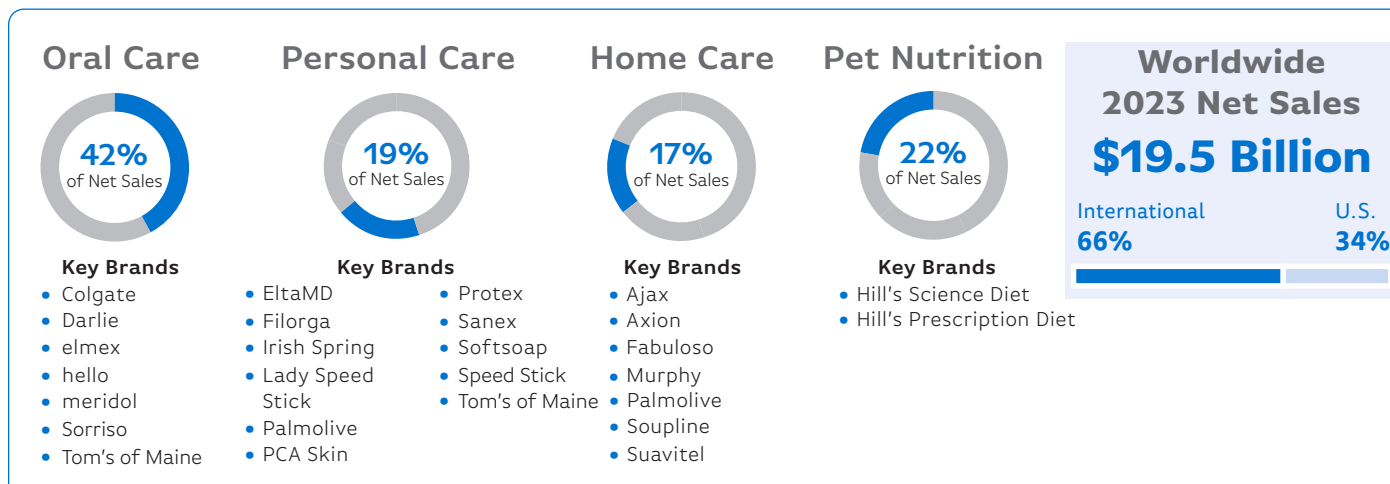 Oral Care
42%
of Net Sales
Key Brands
Colgate
Darlie
elmex
hello
meridol
Sorriso
Tom's of Maine
Personal Care
19%
of Net Sales
Key Brands
EltaMD
Filorga
Irish Spring
Lady Speed
Stick
Palmolive
PCA Skin
Protex
Sanex
Softsoap
Speed Stick
Tom's of Maine
Home Care
17%
of Net Sales
Key Brands
Ajax
Axion
Fabuloso
Murphy
Palmolive
Soupline
Suavitel
Pet Nutrition
22%
of Net Sales
Key Brands
Hill's Science Diet
Hill's Prescription Diet
Worldwide
2023 Net Sales
$19.5 Billion
International
66%
U.S.
34%